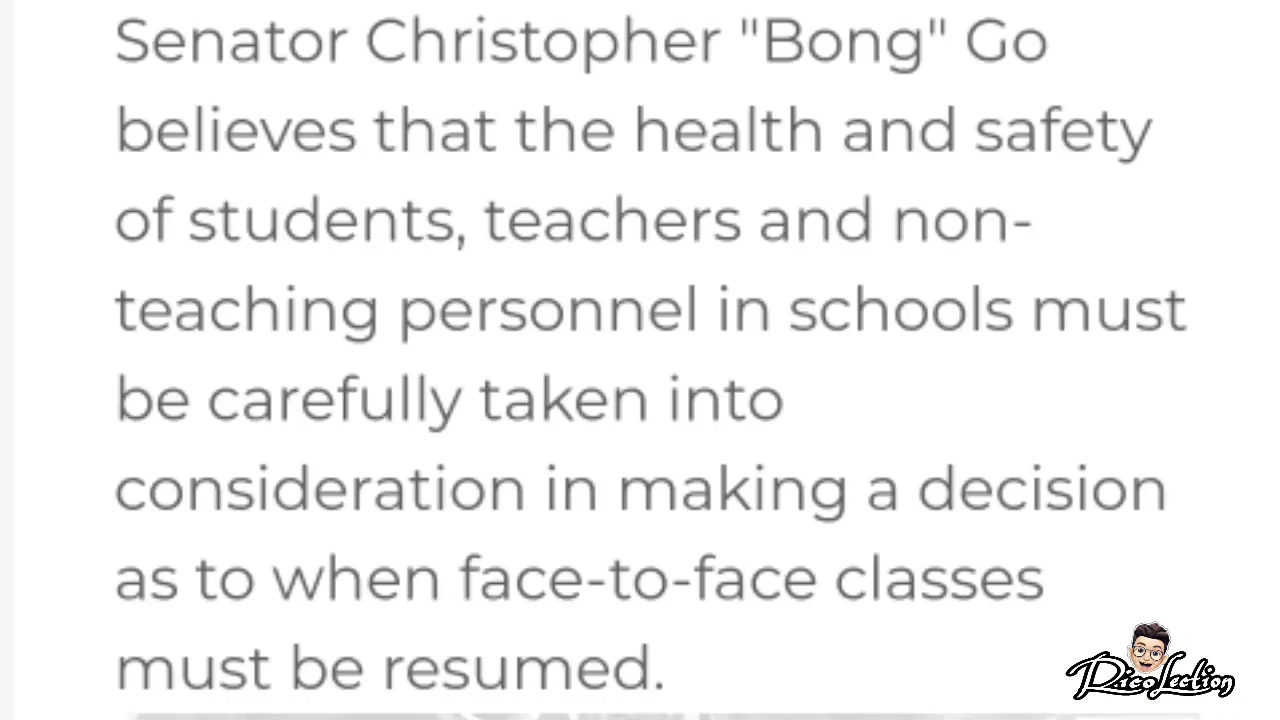 Senator Christopher "Bong" Go
believes that the health and safety
of students, teachers and non-
teaching personnel in schools must
be carefully taken into
consideration in making a decision
as to when face-to-face classes
must be resumed.
RicoLection